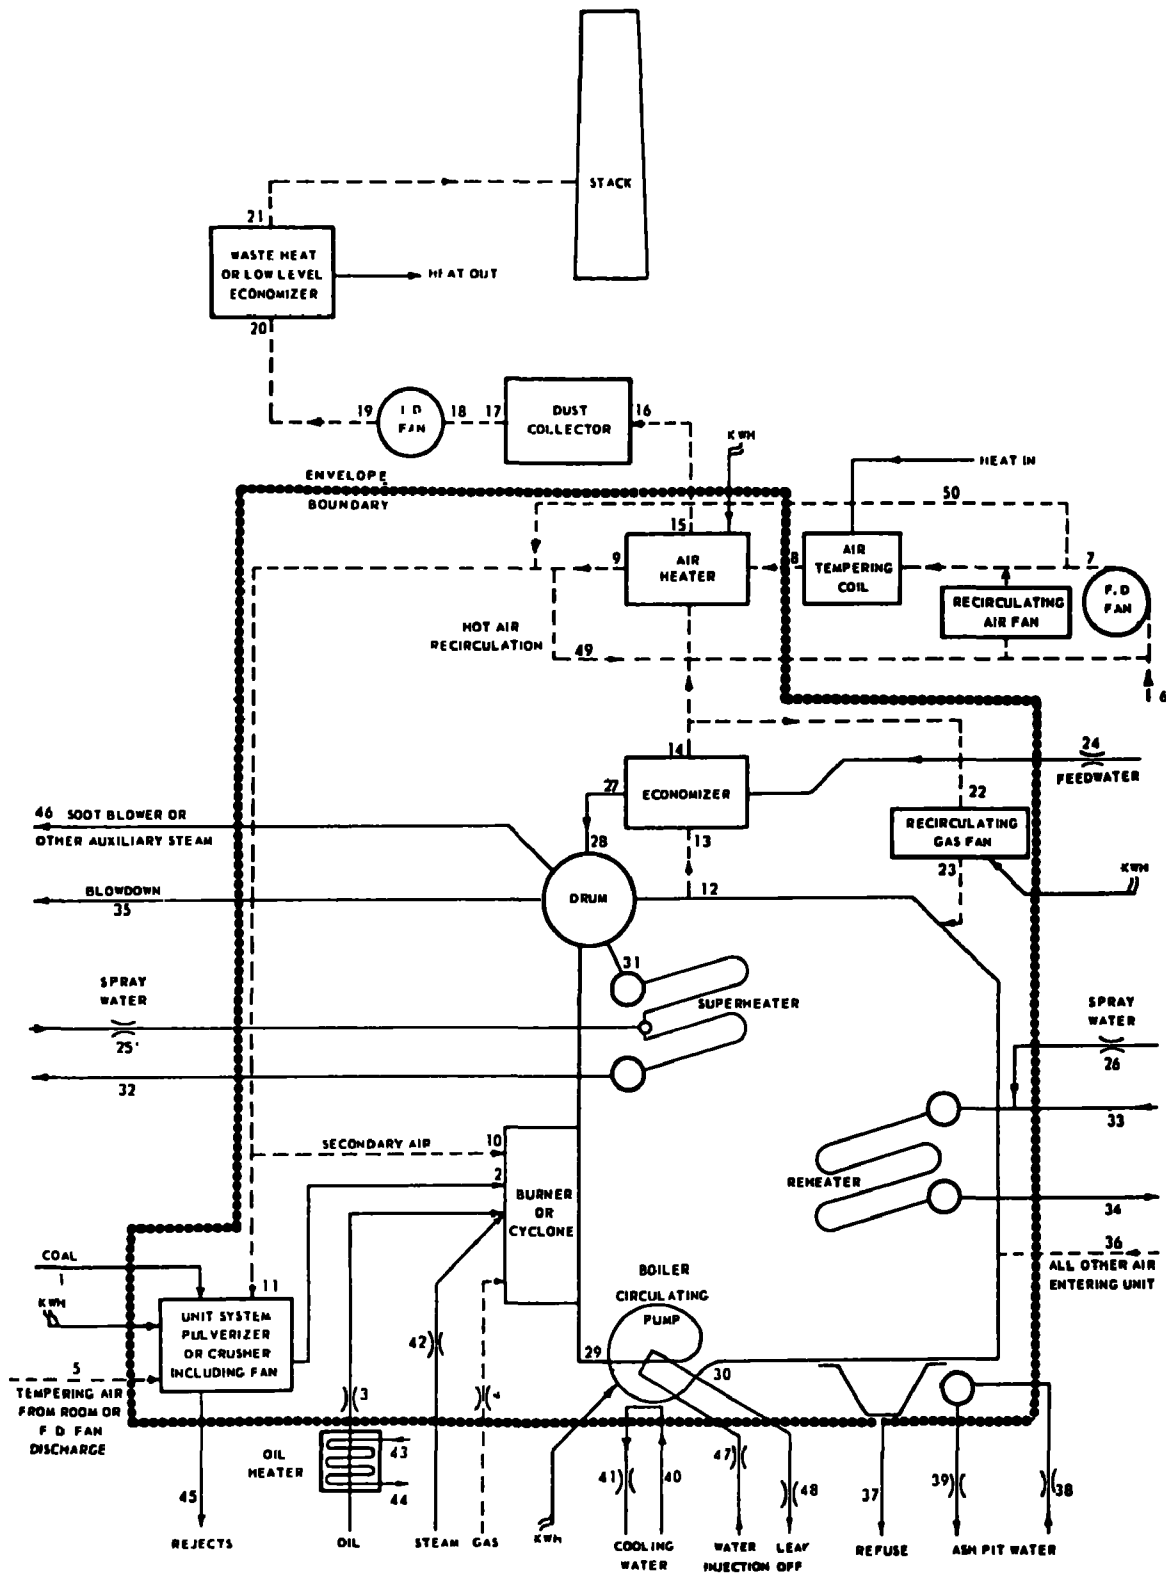 STACK
21
WASTE HEAT
OR LOW LEVEL
ECONOMIZER
HEAT OUT
20
19
I.D
FAN
18
17
DUST
COLLECTOR
16
KWH
HEAT IN
ENVELOPE
BOUNDARY
50
15
9
AIR
HEATER
8
AIR
TEMPERING
COIL
7
F.D
FAN
RECIRCULATING
AIR FAN
HOT AIR
RECIRCULATION
49
6
14
24
FEEDWATER
27
ECONOMIZER
22
46 SOOT BLOWER OR
OTHER AUXILIARY STEAM
28
13
RECIRCULATING
GAS FAN
23
KWH
BLOWDOWN
35
DRUM
12
31
SPRAY
WATER
25'
SUPERHEATER
SPRAY
WATER
26
32
33
SECONDARY AIR
10
2
BURNER
OR
CYCLONE
REHEATER
34
36
ALL OTHER AIR
ENTERING UNIT
COAL
1
KWH
11
UNIT SYSTEM
PULVERIZER
OR CRUSHER
INCLUDING FAN
5
TEMPERING AIR
FROM ROOM OR
F D FAN
DISCHARGE
BOILER
CIRCULATING
PUMP
42
29
30
3
4
OIL
HEATER
43
44
45
41
40
47
48
37
39
38
REJECTS
OIL
STEAM
GAS
KWH
COOLING
WATER
WATER
INJECTION
LEAK
OFF
REFUSE
ASH PIT WATER